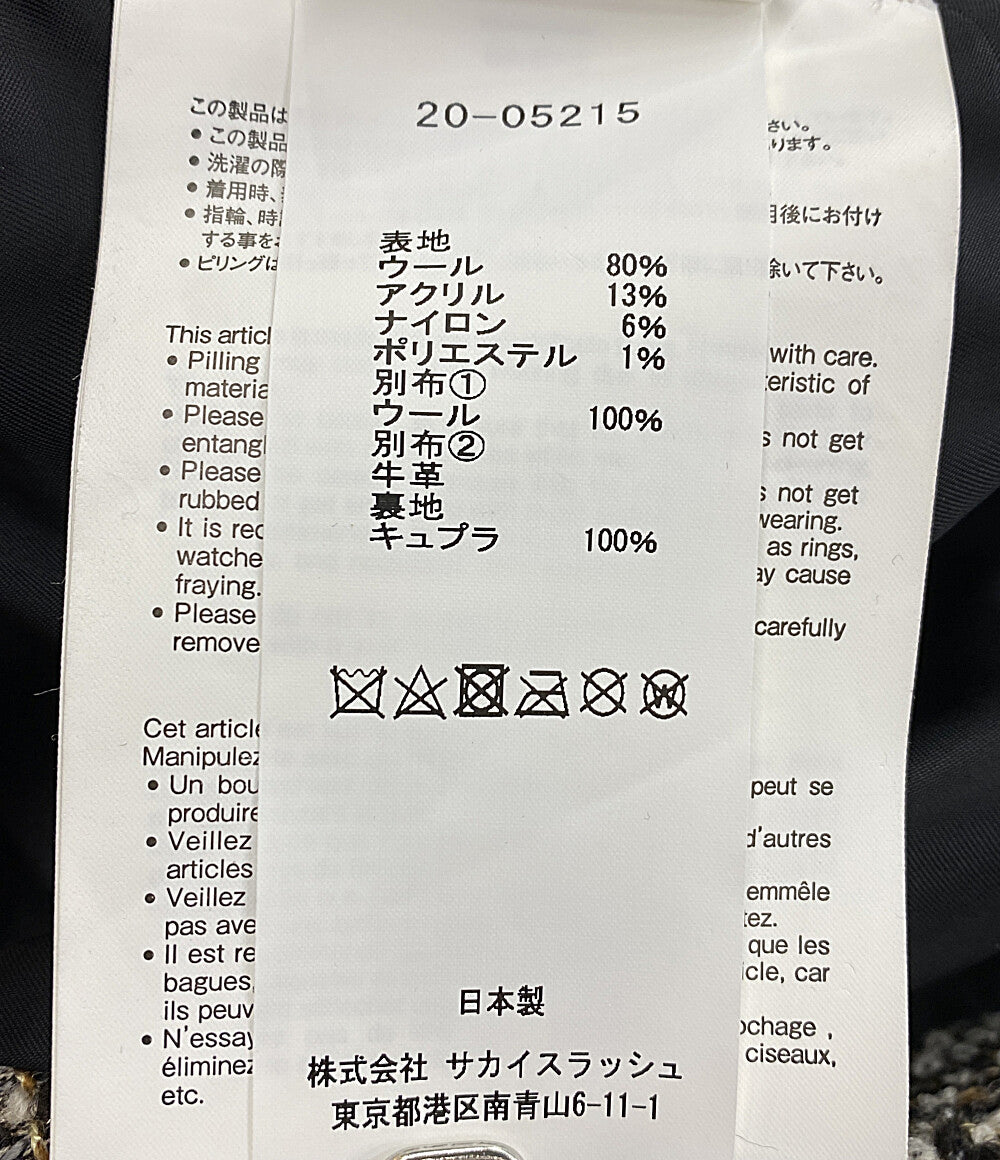 20-05215
表地
ウール 80%
アクリル 13%
ナイロン 6%
ポリエステル 1%
別布①
ウール 100%
別布②
牛革
裏地
キュプラ 100%
日本製
株式会社 サカイスラッシュ
東京都港区南青山6-11-1
この製品は
• この製品
さい。
• 洗濯の際
ります。
• 着用時、
• 指輪、時
用後にお付け
する事を
• ピリングは
除いて下さい。
This articl
with care.
• Pilling
materia
teristic of
• Please
entangl
s not get
• Please
rubbed
s not get
wearing.
• It is rec
as rings,
watche
ay cause
fraying.
• Please
carefully
remove
Cet article
Manipulez
• Un bou
peut se
produire
• Veillez
d'autres
articles
• Veillez
emmêle
pas ave
tez.
• Il est re
que les
bagues,
icle, car
ils peuv
• N'essay
ochage ,
éliminez
ciseaux,
etc.